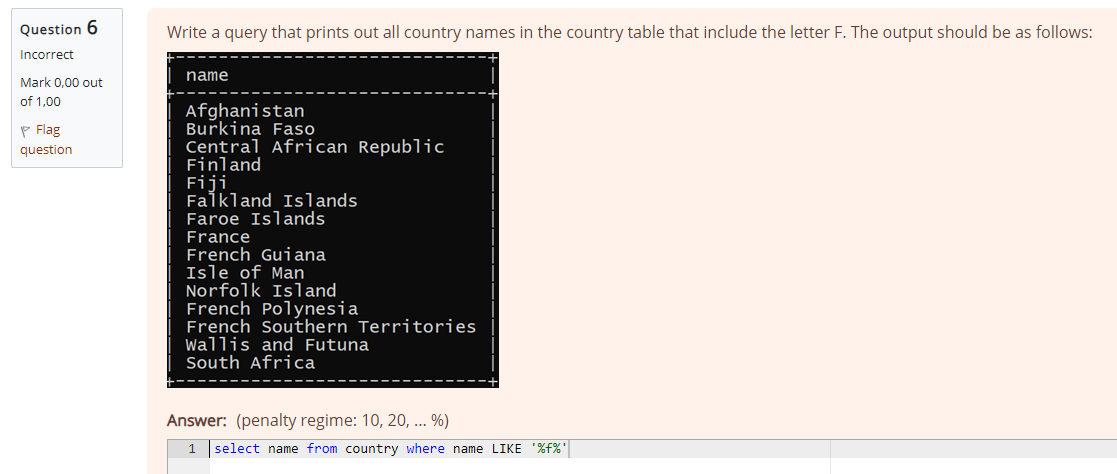 Question 6
Incorrect
Mark 0,00 out
of 1,00
Flag
question
Write a query that prints out all country names in the country table that include the letter F. The output should be as follows:
+------------------------------+
| name |
+------------------------------+
| Afghanistan |
| Burkina Faso |
| Central African Republic |
| Finland |
| Fiji |
| Falkland Islands |
| Faroe Islands |
| France |
| French Guiana |
| Isle of Man |
| Norfolk Island |
| French Polynesia |
| French Southern Territories |
| Wallis and Futuna |
| South Africa |
+------------------------------+
Answer: (penalty regime: 10, 20, ... %)
1 select name from country where name LIKE '%f%'